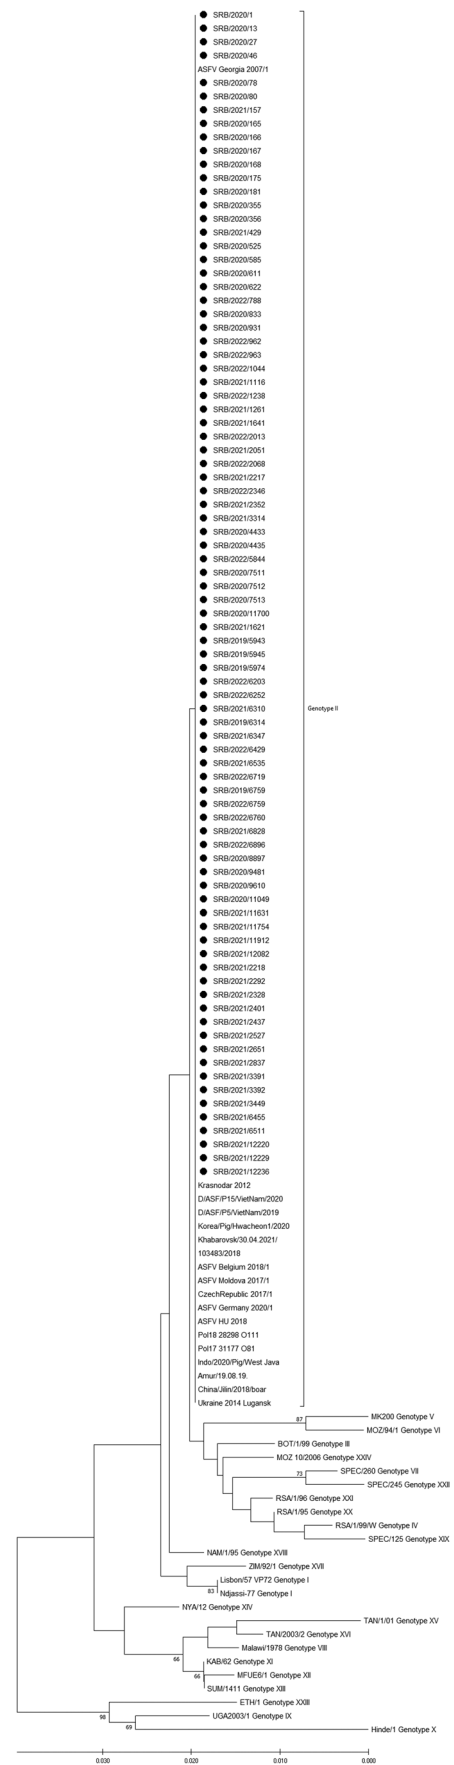 SRB/2020/1
SRB/2020/13
SRB/2020/27
SRB/2020/46
ASFV Georgia 2007/1
SRB/2020/78
SRB/2020/80
SRB/2021/157
SRB/2020/165
SRB/2020/166
SRB/2020/167
SRB/2020/168
SRB/2020/175
SRB/2020/181
SRB/2020/355
SRB/2020/356
SRB/2021/429
SRB/2020/525
SRB/2020/585
SRB/2020/611
SRB/2020/622
SRB/2022/788
SRB/2020/833
SRB/2020/931
SRB/2022/962
SRB/2022/963
SRB/2022/1044
SRB/2021/1116
SRB/2022/1238
SRB/2021/1261
SRB/2021/1641
SRB/2022/2013
SRB/2021/2051
SRB/2022/2068
SRB/2021/2217
SRB/2022/2346
SRB/2021/2352
SRB/2021/3314
SRB/2020/4433
SRB/2020/4435
SRB/2022/5844
SRB/2020/7511
SRB/2020/7512
SRB/2020/7513
SRB/2020/11700
SRB/2021/1621
SRB/2019/5943
SRB/2019/5945
SRB/2019/5974
SRB/2022/6203
SRB/2022/6252
SRB/2021/6310
Genotype II
SRB/2019/6314
SRB/2021/6347
SRB/2022/6429
SRB/2021/6535
SRB/2022/6719
SRB/2019/6759
SRB/2022/6759
SRB/2022/6760
SRB/2021/6828
SRB/2022/6896
SRB/2020/8897
SRB/2020/9481
SRB/2020/9610
SRB/2020/11049
SRB/2021/11631
SRB/2021/11754
SRB/2021/11912
SRB/2021/12082
SRB/2021/2218
SRB/2021/2292
SRB/2021/2328
SRB/2021/2401
SRB/2021/2437
SRB/2021/2527
SRB/2021/2651
SRB/2021/2837
SRB/2021/3391
SRB/2021/3392
SRB/2021/3449
SRB/2021/6455
SRB/2021/6511
SRB/2021/12220
SRB/2021/12229
SRB/2021/12236
Krasnodar 2012
D/ASF/P15/VietNam/2020
D/ASF/P5/VietNam/2019
Korea/Pig/Hwacheon1/2020
Khabarovsk/30.04.2021/
103483/2018
ASFV Belgium 2018/1
ASFV Moldova 2017/1
CzechRepublic 2017/1
ASFV Germany 2020/1
ASFV HU 2018
Pol18 28298 O111
Pol17 31177 O81
Indo/2020/Pig/West Java
Amur/19.08.19.
China/Jilin/2018/boar
Ukraine 2014 Lugansk
MK200 Genotype V
87
MOZ/94/1 Genotype VI
BOT/1/99 Genotype III
MOZ 10/2006 Genotype XXIV
SPEC/260 Genotype VII
73
SPEC/245 Genotype XXII
RSA/1/96 Genotype XXI
RSA/1/95 Genotype XX
RSA/1/99/W Genotype IV
SPEC/125 Genotype XIX
NAM/1/95 Genotype XVIII
ZIM/92/1 Genotype XVII
Lisbon/57 VP72 Genotype I
83
Ndjassi-77 Genotype I
NYA/12 Genotype XIV
TAN/1/01 Genotype XV
TAN/2003/2 Genotype XVI
Malawi/1978 Genotype VIII
66
KAB/62 Genotype XI
66
MFUE6/1 Genotype XII
SUM/1411 Genotype XIII
ETH/1 Genotype XXIII
98
UGA2003/1 Genotype IX
69
Hinde/1 Genotype X
0.030 0.020 0.010 0.000